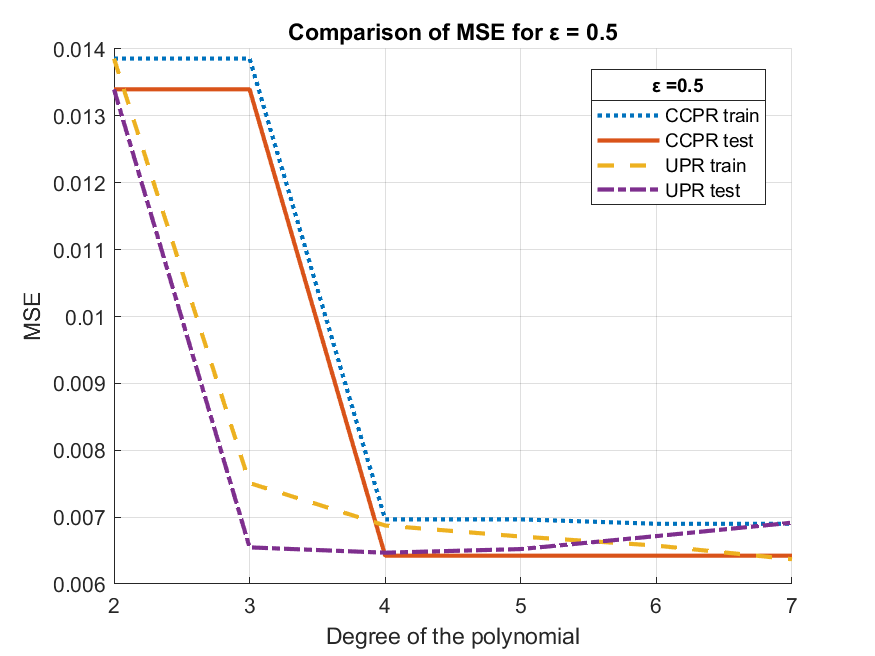 Comparison of MSE for ε = 0.5
0.014
0.013
0.012
0.011
0.01
0.009
0.008
0.007
0.006
MSE
ε =0.5
CCPR train
CCPR test
UPR train
UPR test
2 3 4 5 6 7
Degree of the polynomial